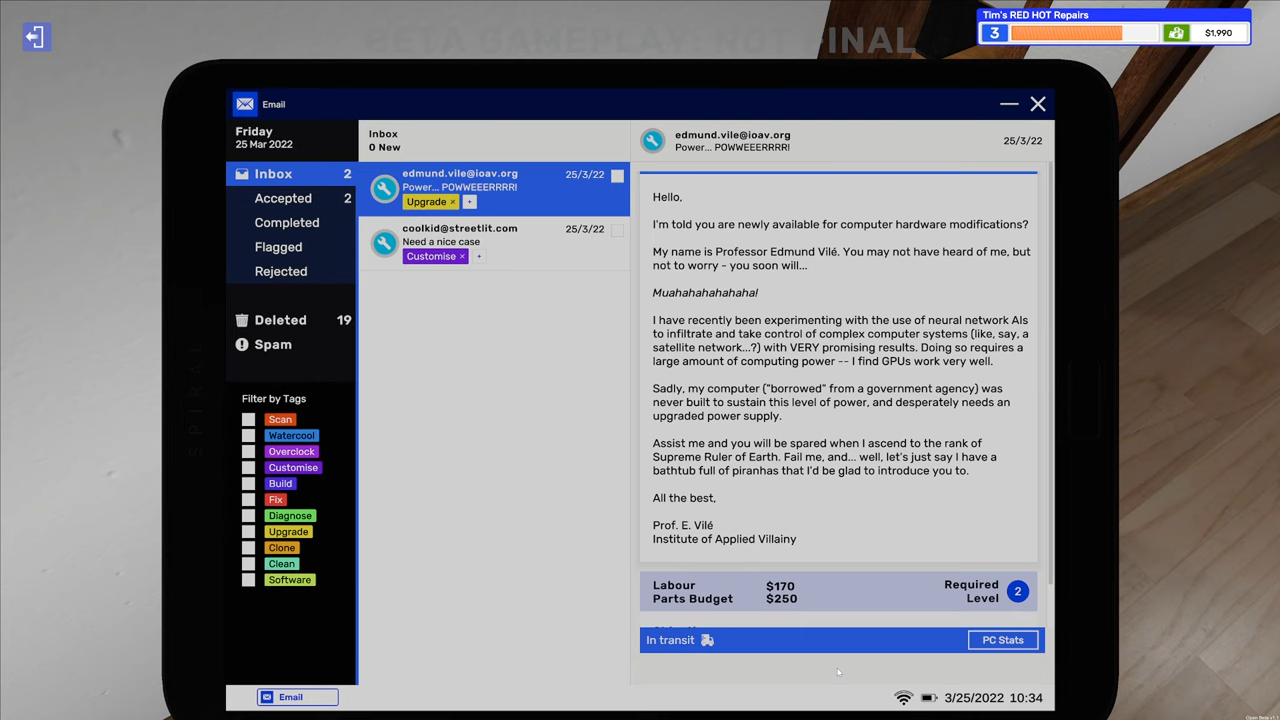 Tim's RED HOT Repairs
3
$1,990
INAL
Email
Friday
25 Mar 2022
Inbox 2
Accepted 2
Completed
Flagged
Rejected
Deleted 19
Spam
Filter by Tags
Scan
Watercool
Overclock
Customise
Build
Fix
Diagnose
Upgrade
Clone
Clean
Software
Inbox
0 New
edmund.vile@ioav.org 25/3/22
Power... POWWEEERRRR!
Upgrade × +
coolkid@streetlit.com 25/3/22
Need a nice case
Customise × +
edmund.vile@ioav.org
Power... POWWEEERRRR!
25/3/22
Hello,
I'm told you are newly available for computer hardware modifications?
My name is Professor Edmund Vilé. You may not have heard of me, but
not to worry - you soon will...
Muahahahahahaha!
I have recently been experimenting with the use of neural network AIs
to infiltrate and take control of complex computer systems (like, say, a
satellite network...?) with VERY promising results. Doing so requires a
large amount of computing power -- I find GPUs work very well.
Sadly, my computer ("borrowed" from a government agency) was
never built to sustain this level of power, and desperately needs an
upgraded power supply.
Assist me and you will be spared when I ascend to the rank of
Supreme Ruler of Earth. Fail me, and... well, let's just say I have a
bathtub full of piranhas that I'd be glad to introduce you to.
All the best,
Prof. E. Vilé
Institute of Applied Villainy
Labour $170
Parts Budget $250
Required
Level 2
In transit
PC Stats
Email
3/25/2022 10:34
SPIRAL